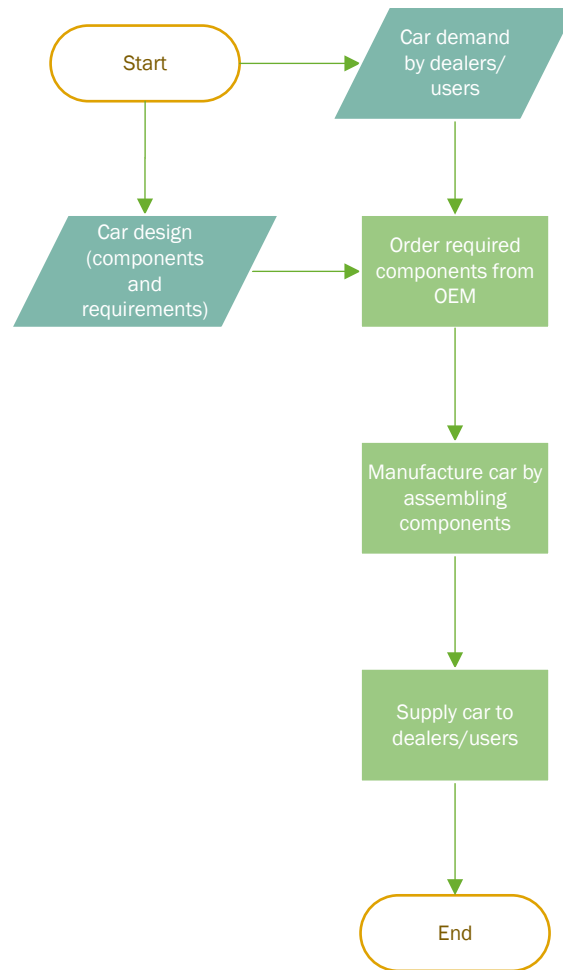 Start
Car demand
by dealers/
users
Car design
(components
and
requirements)
Order required
components from
OEM
Manufacture car by
assembling
components
Supply car to
dealers/users
End